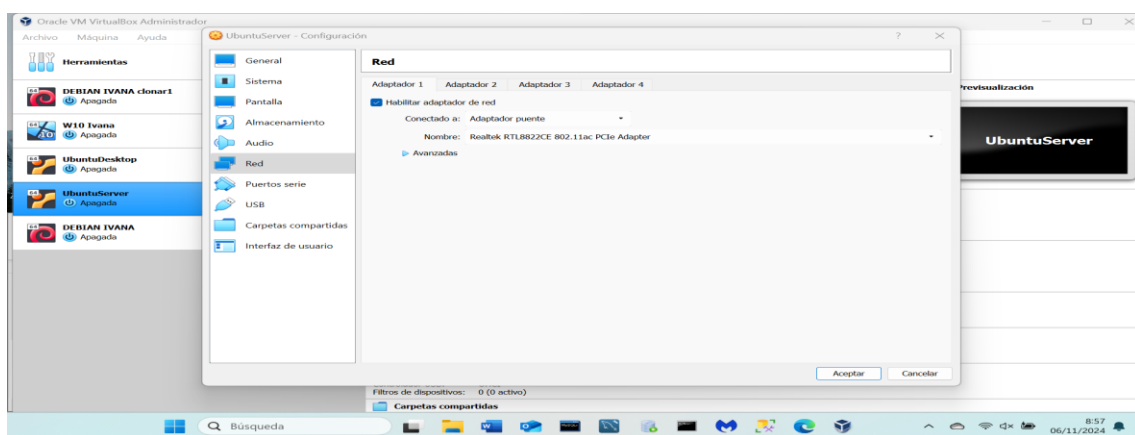 Oracle VM VirtualBox Administrador
Archivo Máquina Ayuda
Herramientas
DEBIAN IVANA clonar1
Apagada
W10 Ivana
Apagada
UbuntuDesktop
Apagada
UbuntuServer
Apagada
DEBIAN IVANA
Apagada
UbuntuServer - Configuración
General
Sistema
Pantalla
Almacenamiento
Audio
Red
Puertos serie
USB
Carpetas compartidas
Interfaz de usuario
Red
Adaptador 1 Adaptador 2 Adaptador 3 Adaptador 4
Habilitar adaptador de red
Conectado a: Adaptador puente
Nombre: Realtek RTL8822CE 802.11ac PCIe Adapter
Avanzadas
Aceptar Cancelar
Previsualización
UbuntuServer
Filtros de dispositivos: 0 (0 activo)
Carpetas compartidas
Búsqueda
8:57
06/11/2024